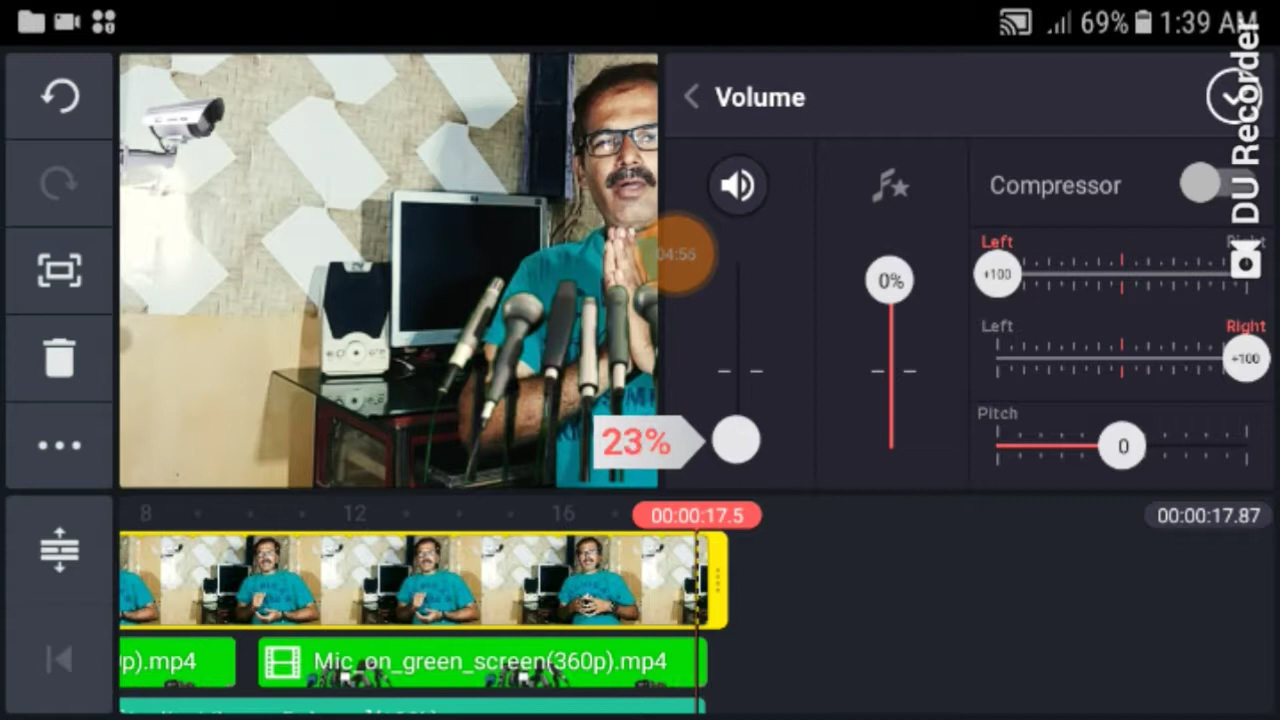 69% 1:39 AM
DU Recorder
Volume
Compressor
04:56
0%
Left Right
+100
Left Right
+100
Pitch
0
23%
8 12 16 00:00:17.5 00:00:17.87
p).mp4 Mic_on_green_screen(360p).mp4